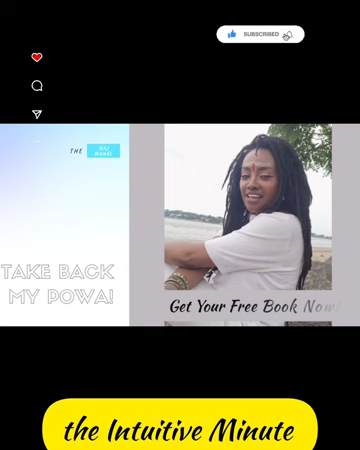 SUBSCRIBED
THE
TAKE BACK
MY POWA!
Get Your Free Book Now!
the Intuitive Minute